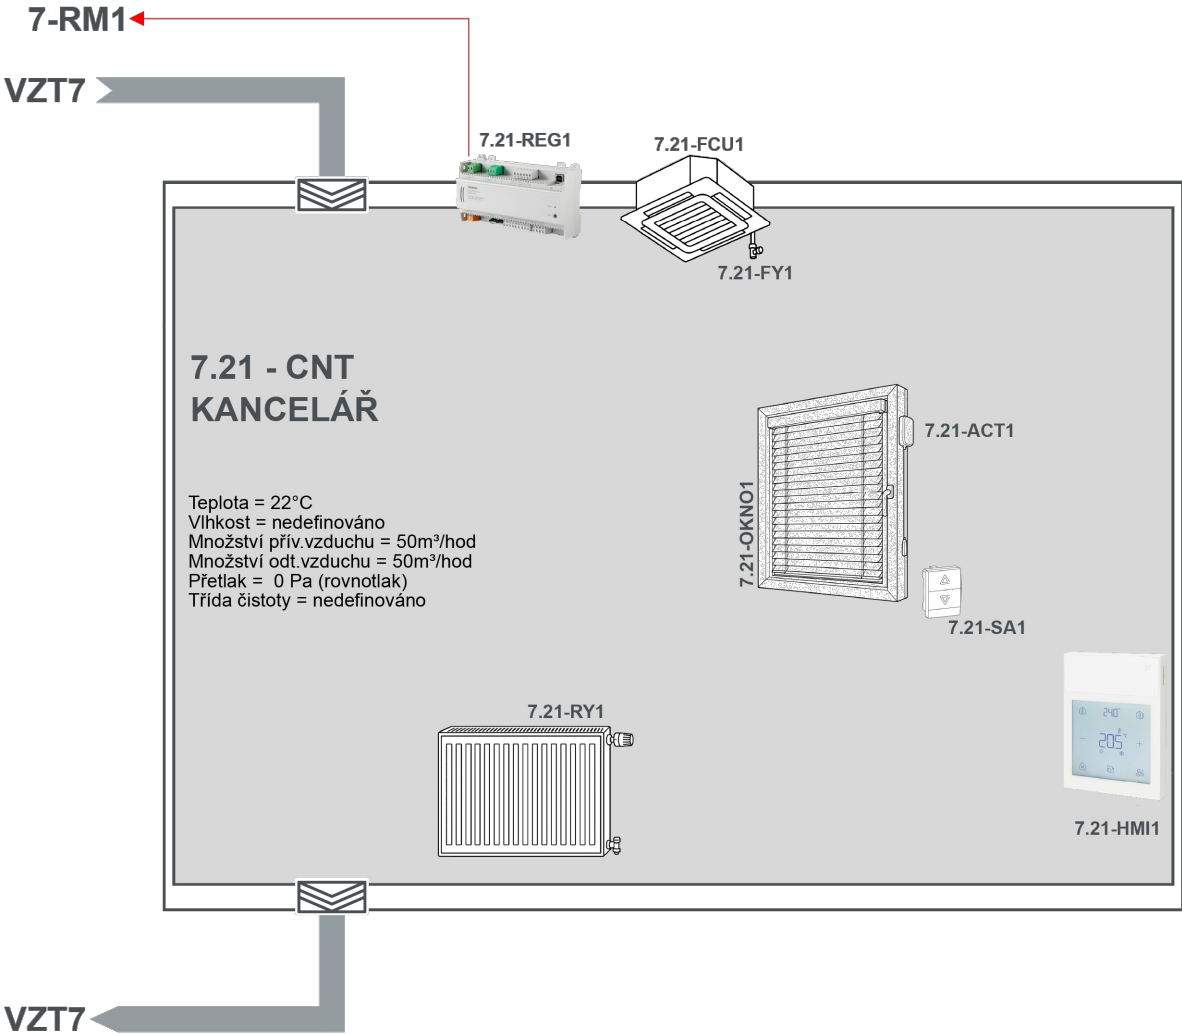 7-RM1
VZT7
7.21-REG1
7.21-FCU1
7.21-FY1
7.21 - CNT
KANCELÁŘ
7.21-ACT1
7.21-OKNO1
Teplota = 22°C
Vlhkost = nedefinováno
Množství přív.vzduchu = 50m³/hod
Množství odt.vzduchu = 50m³/hod
Přetlak =  0 Pa (rovnotlak)
Třída čistoty = nedefinováno
7.21-SA1
7.21-RY1
240
205
7.21-HMI1
VZT7